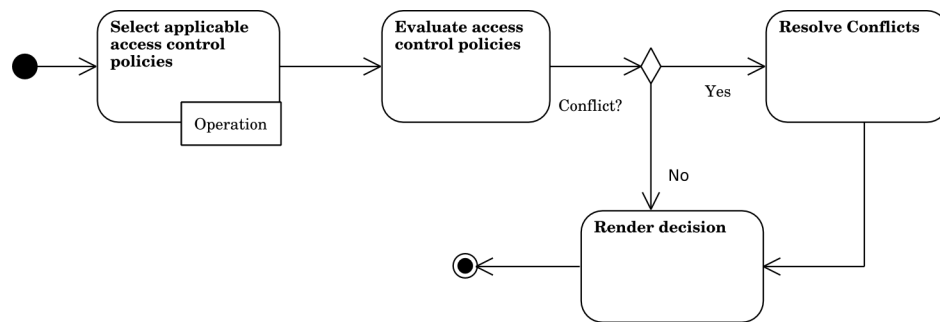 Select applicable
access control
policies
Operation
Evaluate access
control policies
Conflict?
Yes
Resolve Conflicts
No
Render decision